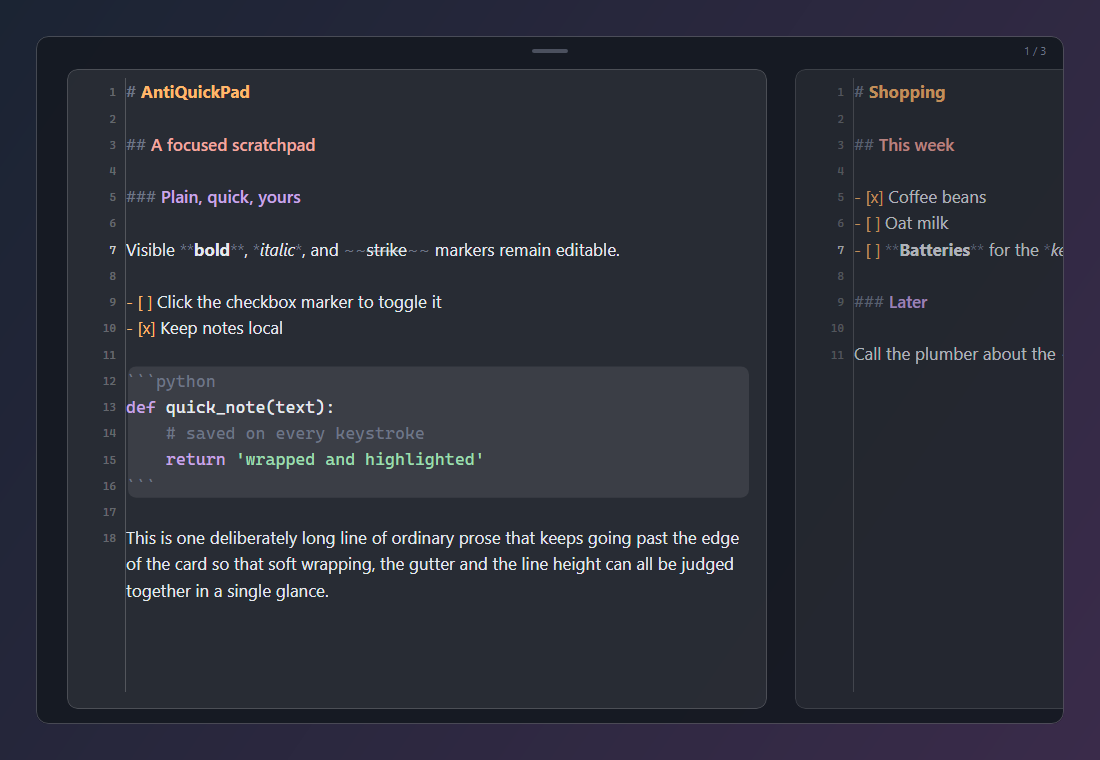 1 / 3
1 # AntiQuickPad
2
3 ## A focused scratchpad
4
5 ### Plain, quick, yours
6
7 Visible **bold**, *italic*, and ~~strike~~ markers remain editable.
8
9 - [ ] Click the checkbox marker to toggle it
10 - [x] Keep notes local
11
12 ```python
13 def quick_note(text):
14     # saved on every keystroke
15     return 'wrapped and highlighted'
16 ```
17
18 This is one deliberately long line of ordinary prose that keeps going past the edge
of the card so that soft wrapping, the gutter and the line height can all be judged
together in a single glance.
1 # Shopping
2
3 ## This week
4
5 - [x] Coffee beans
6 - [ ] Oat milk
7 - [ ] **Batteries** for the *ke
8
9 ### Later
10
11 Call the plumber about the